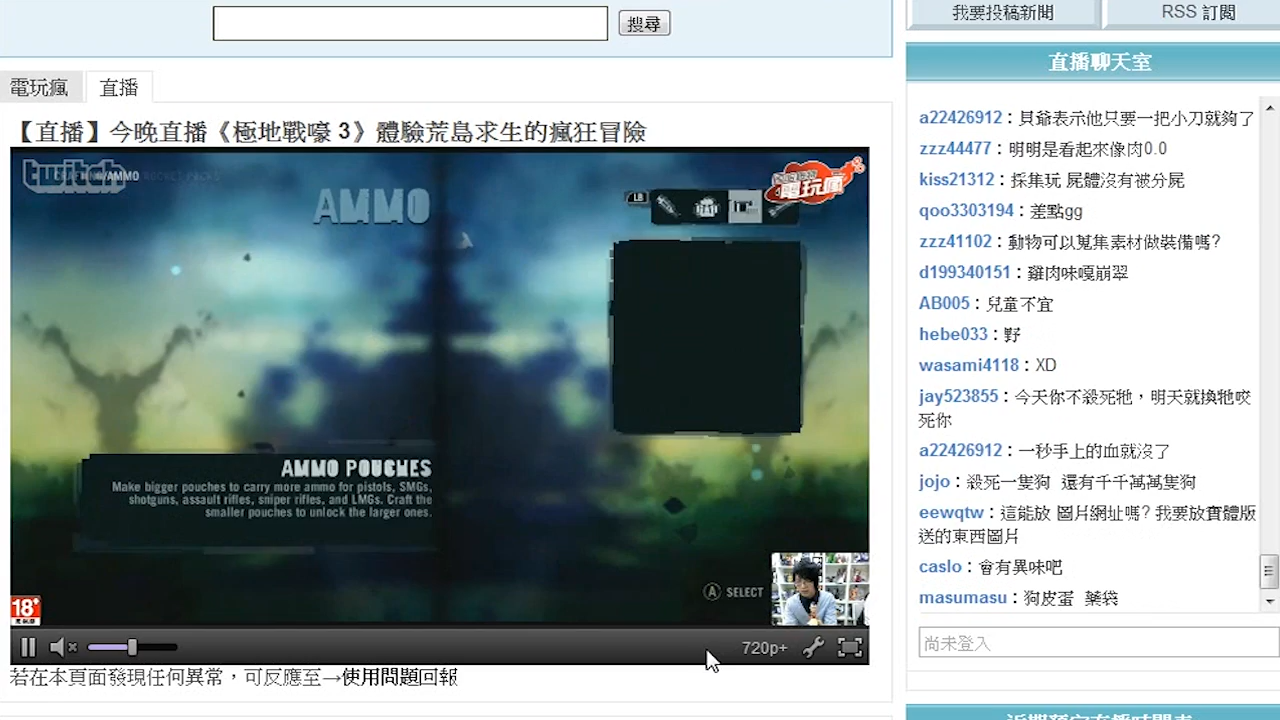 搜尋
我要投稿新聞
RSS 訂閱
電玩瘋
直播
【直播】今晚直播《極地戰嚎 3》體驗荒島求生的瘋狂冒險
twitch
AMMO
LB
電玩瘋
AMMO
AMMO POUCHES
Make bigger pouches to carry more ammo for pistols, SMGs,
shotguns, assault rifles, sniper rifles, and LMGs. Craft the
smaller pouches to unlock the larger ones.
A SELECT
18+
720p+
若在本頁面發現任何異常，可反應至→使用問題回報
直播聊天室
a22426912：貝爺表示他只要一把小刀就夠了
zzz44477：明明是看起來像肉0.0
kiss21312：採集玩 屍體沒有被分屍
qoo3303194：差點gg
zzz41102：動物可以蒐集素材做裝備嗎?
d199340151：雞肉味嘎崩翠
AB005：兒童不宜
hebe033：野
wasami4118：XD
jay523855：今天你不殺死牠，明天就換牠咬
死你
a22426912：一秒手上的血就沒了
jojo：殺死一隻狗 還有千千萬萬隻狗
eewqtw：這能放 圖片網址嗎? 我要放實體版
送的東西圖片
caslo：會有異味吧
masumasu：狗皮蛋 藥袋
尚未登入